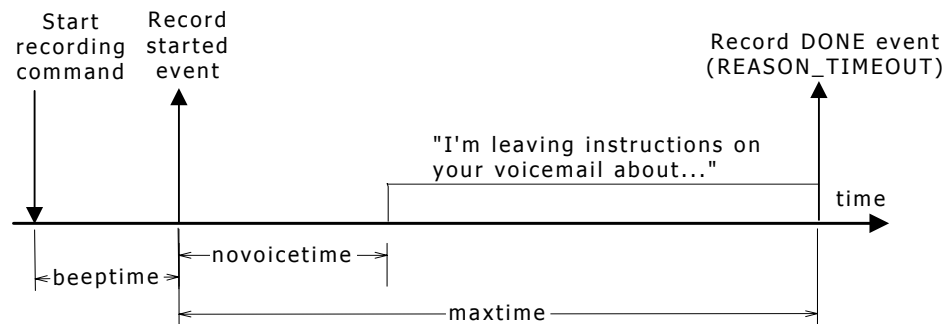 Start
recording
command
Record
started
event
Record DONE event
(REASON_TIMEOUT)
"I'm leaving instructions on
your voicemail about..."
time
novoicetime
beeptime
maxtime